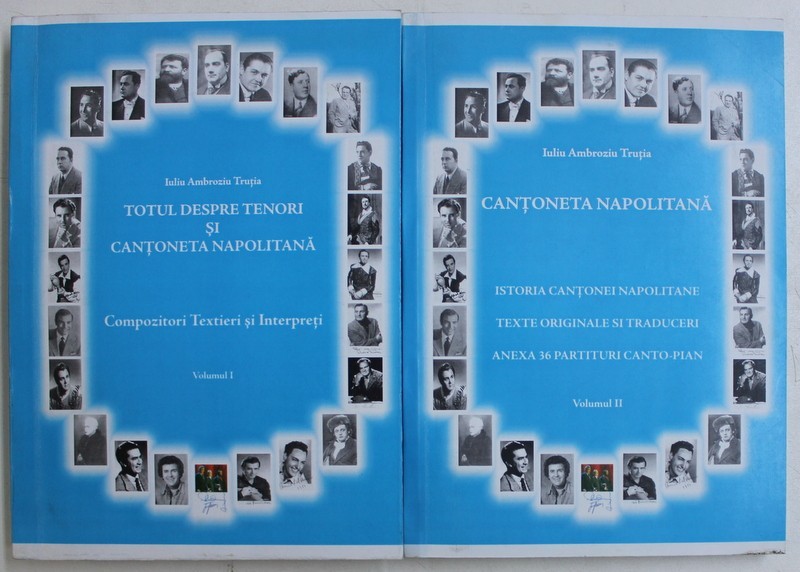 Iuliu Ambroziu Truția
TOTUL DESPRE TENORI
ȘI
CANȚONETA NAPOLITANĂ
Compozitori Textieri și Interpreți
Volumul I
Iuliu Ambroziu Truția
CANȚONETA NAPOLITANĂ
ISTORIA CANȚONEI NAPOLITANE
TEXTE ORIGINALE SI TRADUCERI
ANEXA 36 PARTITURI CANTO-PIAN
Volumul II